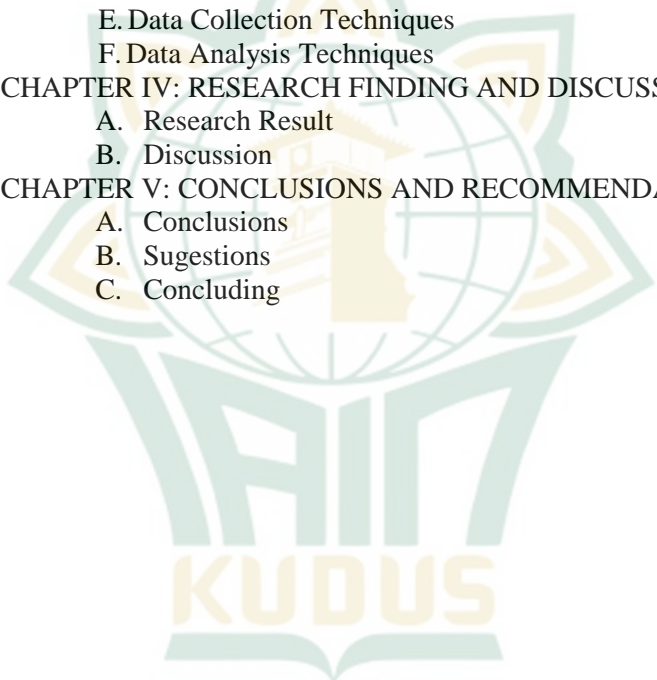 E. Data Collection Techniques
F. Data Analysis Techniques
CHAPTER IV: RESEARCH FINDING AND DISCUSS
A. Research Result
B. Discussion
CHAPTER V: CONCLUSIONS AND RECOMMENDA
A. Conclusions
B. Sugestions
C. Concluding
IAIN
KUDUS